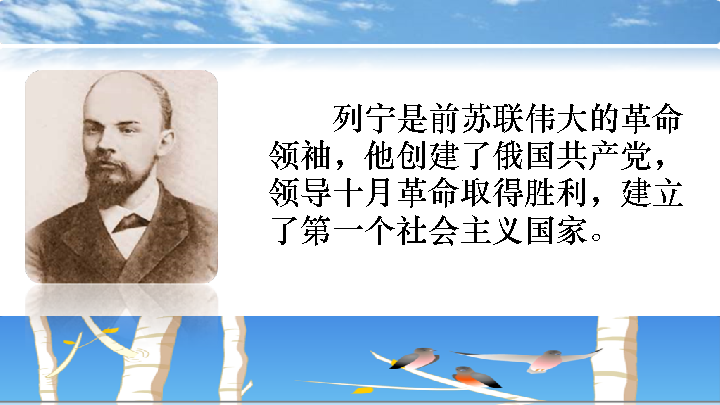 列宁是前苏联伟大的革命
领袖，他创建了俄国共产党，
领导十月革命取得胜利，建立
了第一个社会主义国家。